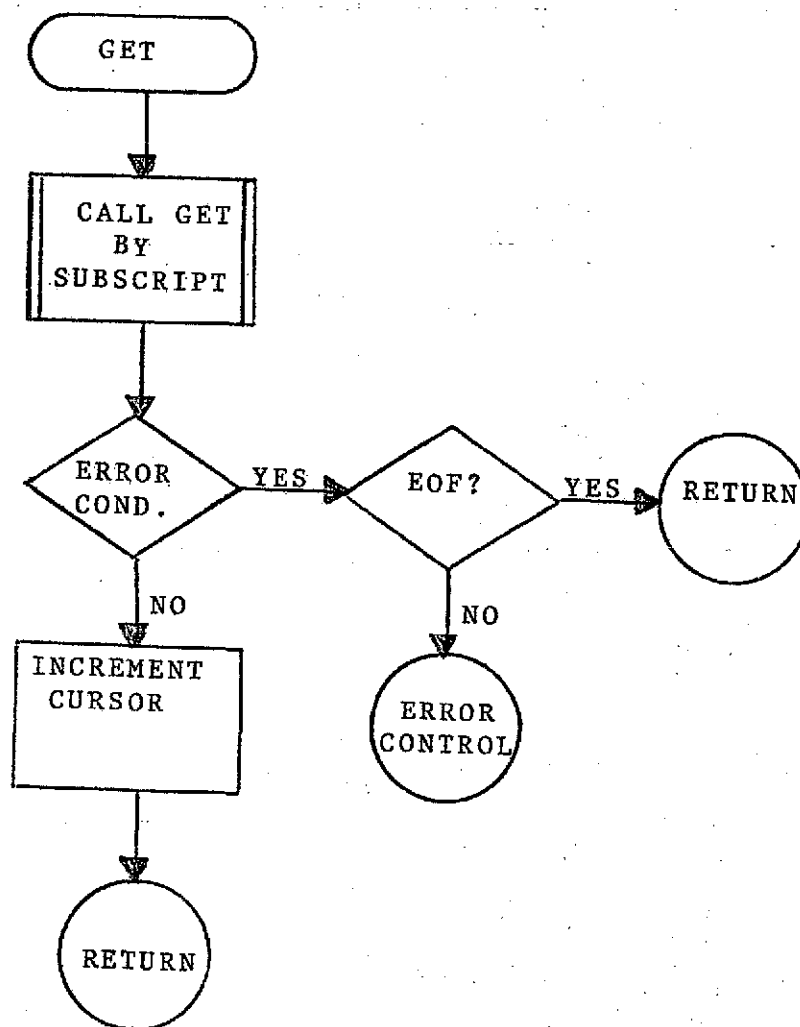 GET
CALL GET
BY
SUBSCRIPT
ERROR
COND.
YES
EOF?
YES
RETURN
NO
INCREMENT
CURSOR
NO
ERROR
CONTROL
RETURN